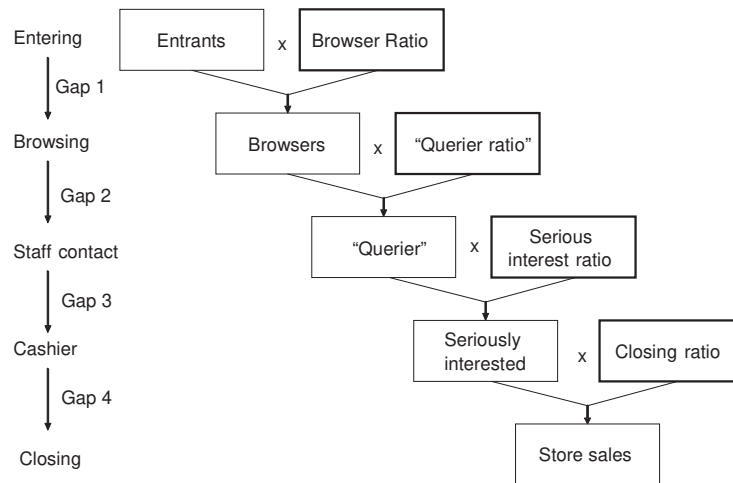 Entering
Entrants x Browser Ratio
Gap 1
Browsing
Browsers x “Querier ratio”
Gap 2
Staff contact
“Querier” x Serious
interest ratio
Gap 3
Cashier
Seriously
interested x Closing ratio
Gap 4
Closing
Store sales